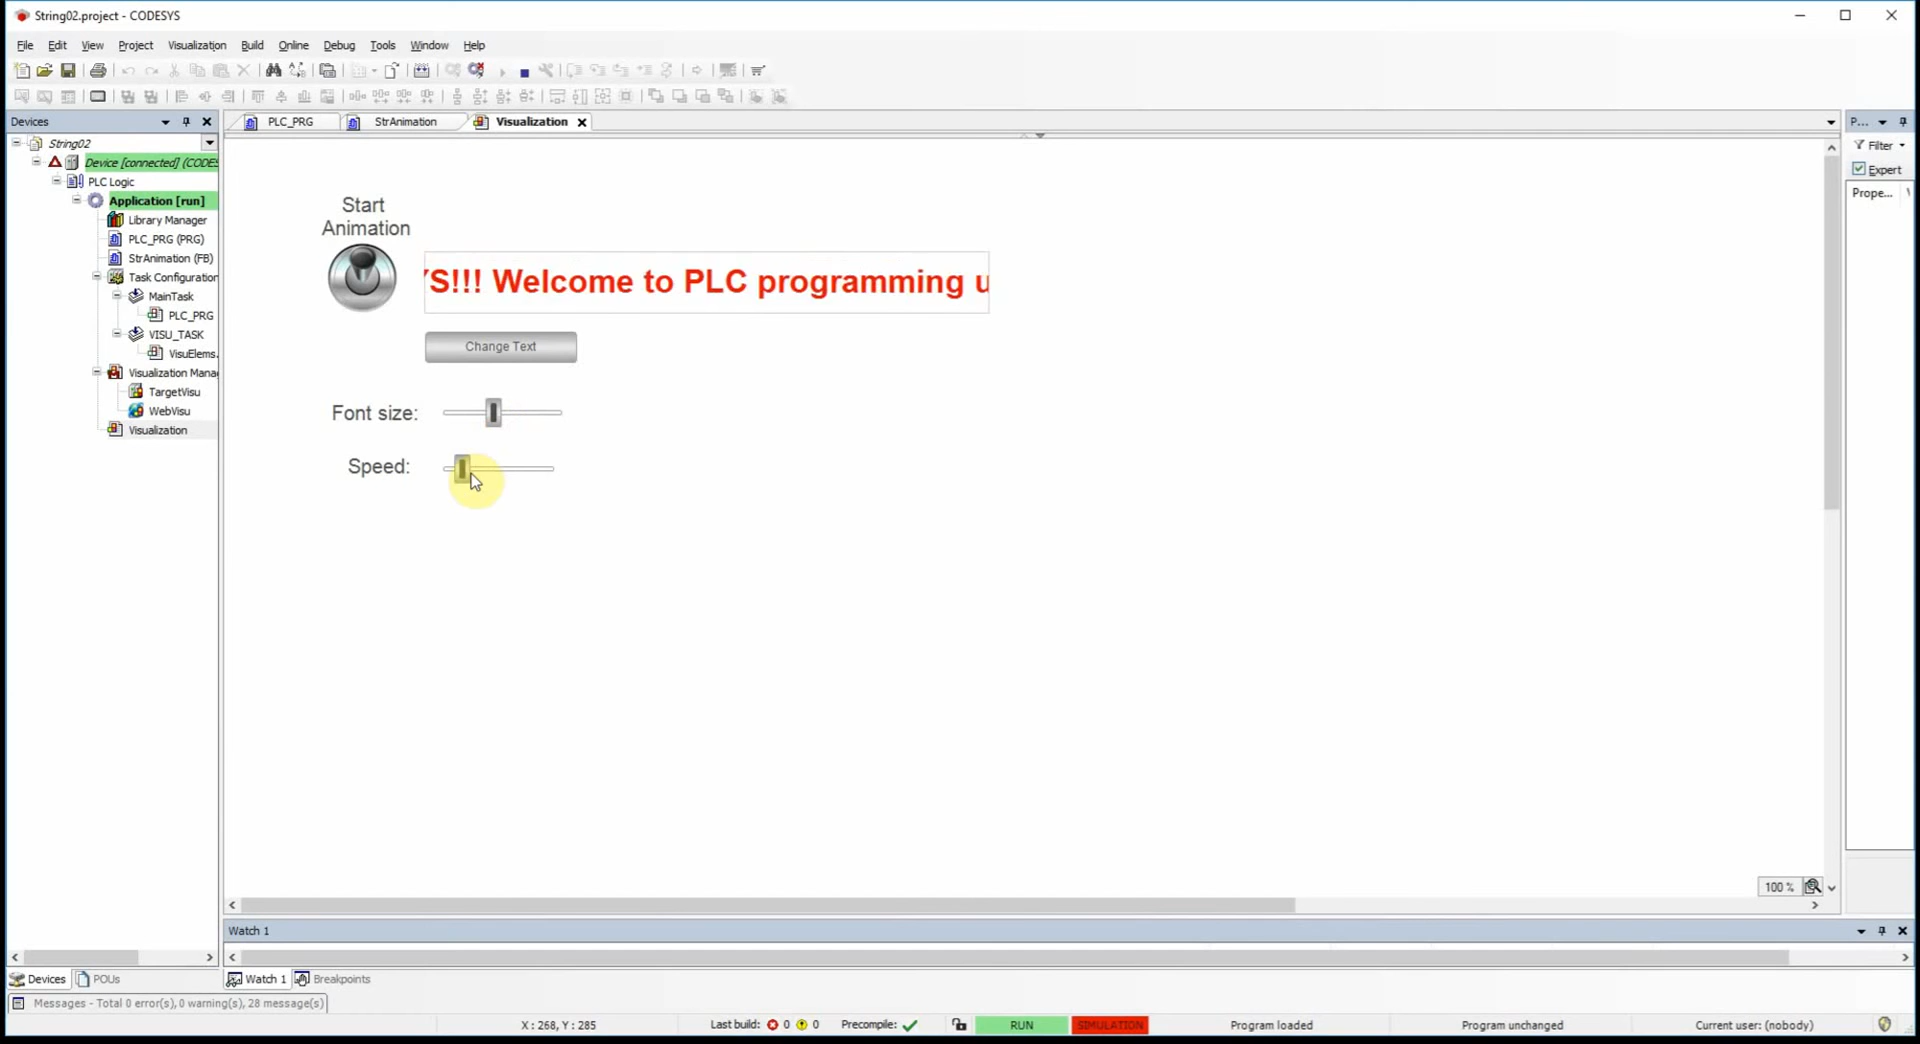 String02.project - CODESYS
File Edit View Project Visualization Build Online Debug Tools Window Help
Devices
String02
Device [connected] (CODES
PLC Logic
Application [run]
Library Manager
PLC_PRG (PRG)
StrAnimation (FB)
Task Configuration
MainTask
PLC_PRG
VISU_TASK
VisuElems.
Visualization Mana
TargetVisu
WebVisu
Visualization
Devices POUs
PLC_PRG StrAnimation Visualization
Start
Animation
YS!!! Welcome to PLC programming u
Change Text
Font size:
Speed:
100 %
P...
Filter
Expert
Prope...
Watch 1
Watch 1 Breakpoints
Messages - Total 0 error(s), 0 warning(s), 28 message(s)
X : 268, Y : 285 Last build: 0 0 Precompile: RUN SIMULATION Program loaded Program unchanged Current user: (nobody)